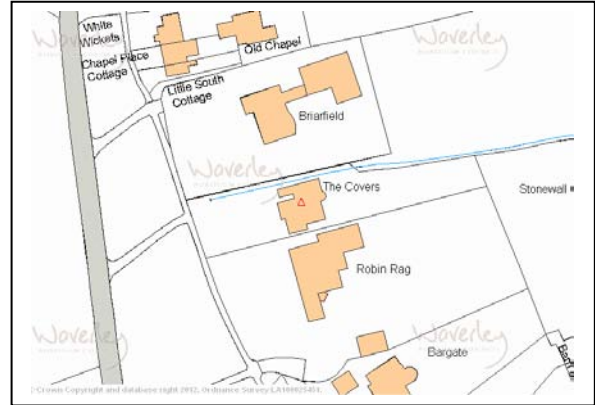 White
Wickets
Waverley
Waverley
Chapel Place
Cottage
Old Chapel
Little South
Cottage
Briarfield
Waverley
The Covers
Stonewall
Robin Rag
Waverley
Waverley
Bargate
© Crown Copyright and database right 2012. Ordnance Survey LA100025451.